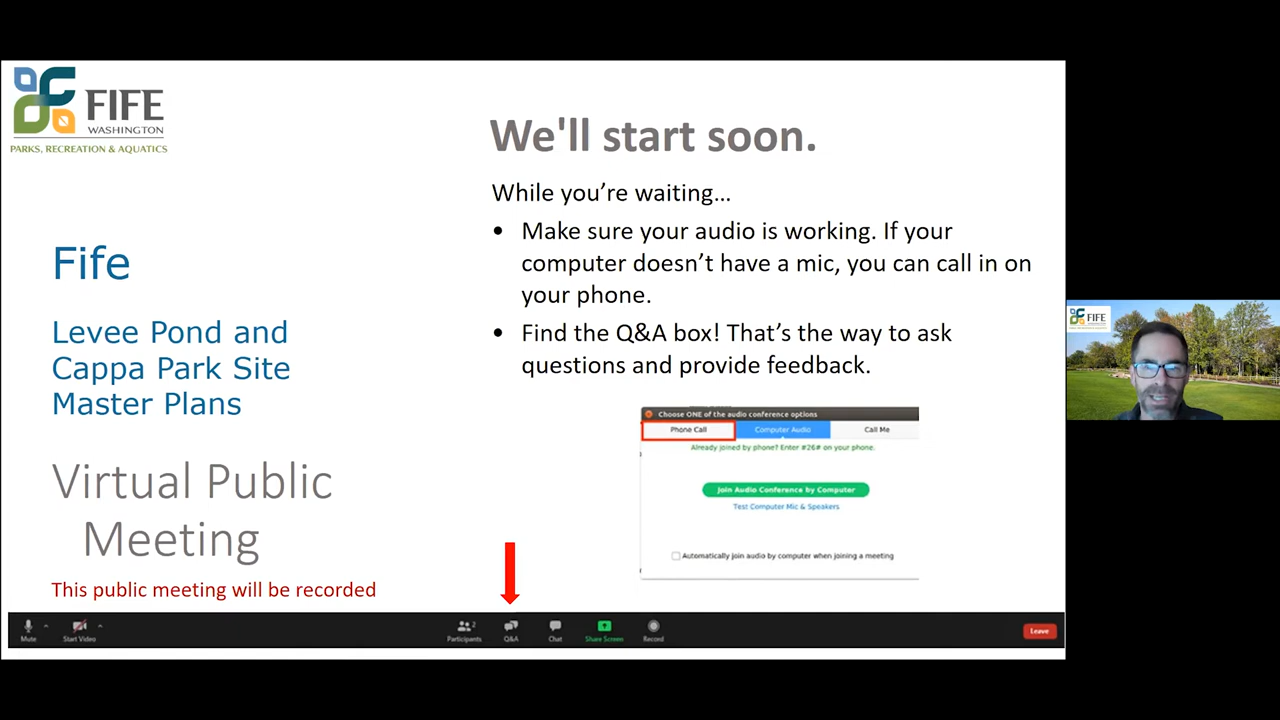 FIFE
WASHINGTON
PARKS, RECREATION & AQUATICS
Fife
Levee Pond and
Cappa Park Site
Master Plans
Virtual Public
Meeting
This public meeting will be recorded
We'll start soon.
While you’re waiting…
• Make sure your audio is working. If your
computer doesn’t have a mic, you can call in on
your phone.
• Find the Q&A box! That’s the way to ask
questions and provide feedback.
Choose ONE of the audio conference options
Phone Call Computer Audio Call Me
Already joined by phone? Enter #26# on your phone.
Join Audio Conference by Computer
Test Computer Mic & Speakers
Automatically join audio by computer when joining a meeting
Mute Start Video Participants 2 Q&A Chat Share Screen Record Leave
FIFE